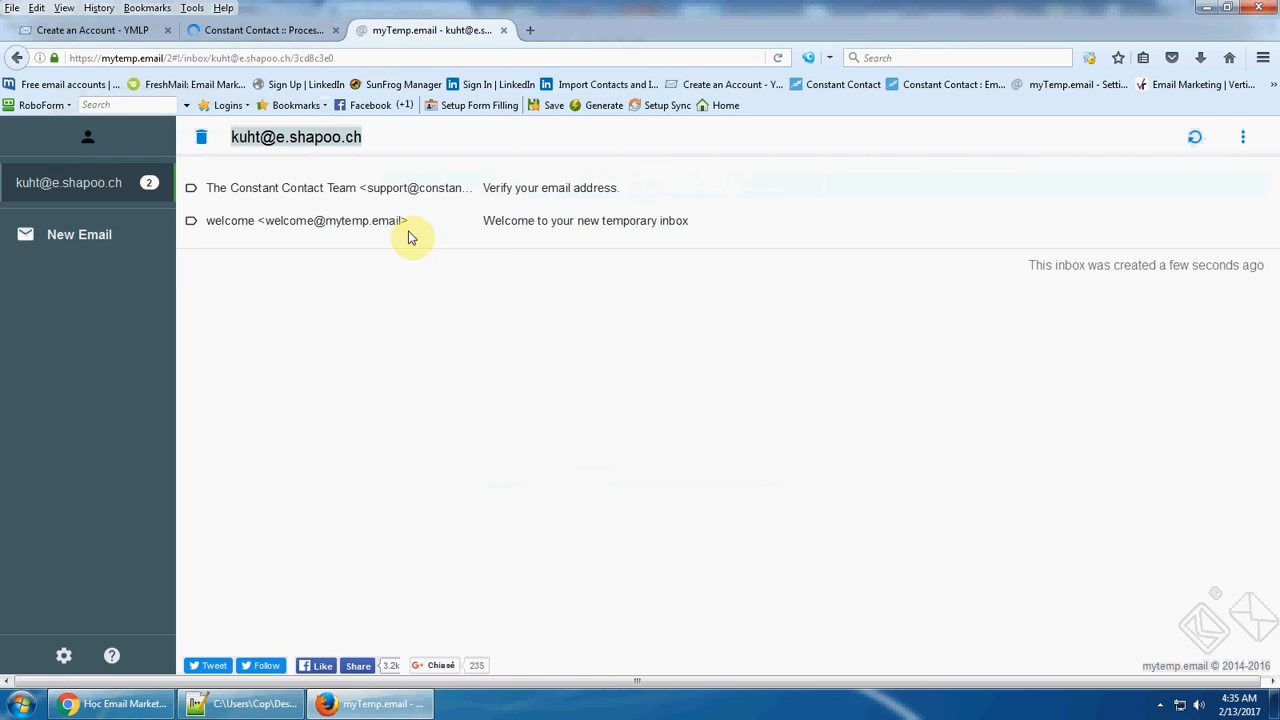 File Edit View History Bookmarks Tools Help
Create an Account - YMLP × Constant Contact :: Proces... × myTemp.email - kuht@e.s... × +
https://mytemp.email/2#!/inbox/kuht@e.shapoo.ch/3cd8c3e0 Search
Free email accounts | ... FreshMail: Email Mark... Sign Up | LinkedIn SunFrog Manager Sign In | LinkedIn Import Contacts and I... Create an Account - Y... Constant Contact Constant Contact : Em... myTemp.email - Setti... Email Marketing | Verti... »
RoboForm Search Logins Bookmarks Facebook (+1) Setup Form Filling Save Generate Setup Sync Home
kuht@e.shapoo.ch
kuht@e.shapoo.ch 2
The Constant Contact Team <support@constan... Verify your email address.
welcome <welcome@mytemp.email> Welcome to your new temporary inbox
New Email
This inbox was created a few seconds ago
Tweet Follow Like Share 3.2k Chia sẻ 235
mytemp.email © 2014-2016
Hoc Email Market... C:\Users\Cop\Des... myTemp.email - ...
4:35 AM
2/13/2017